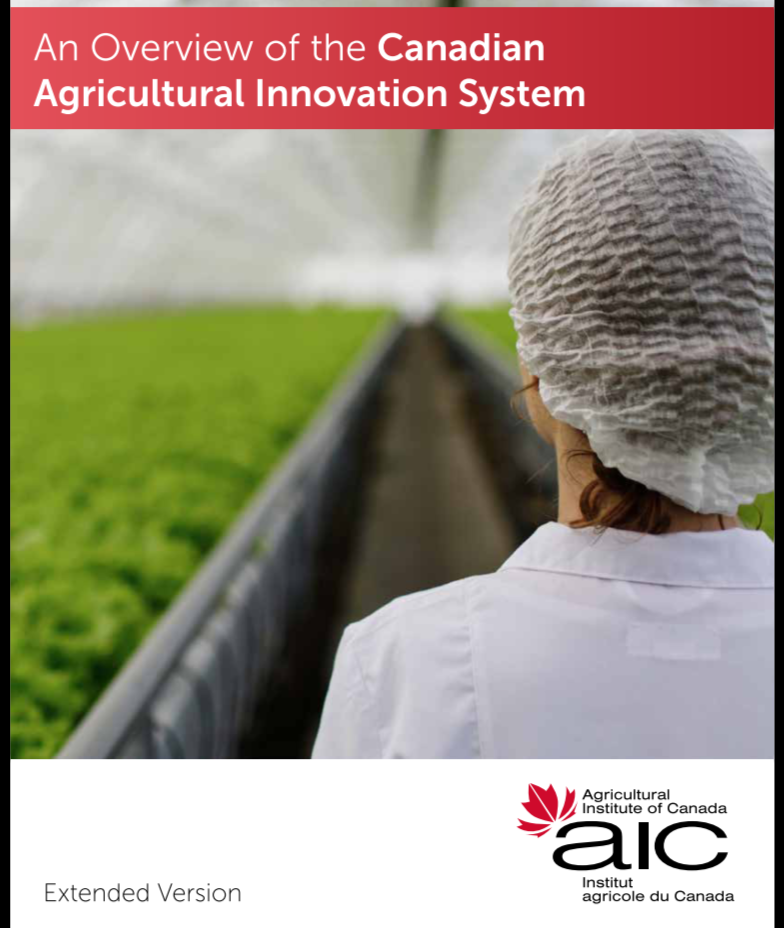 An Overview of the Canadian
Agricultural Innovation System
Agricultural
Institute of Canada
aic
Institut
agricole du Canada
Extended Version